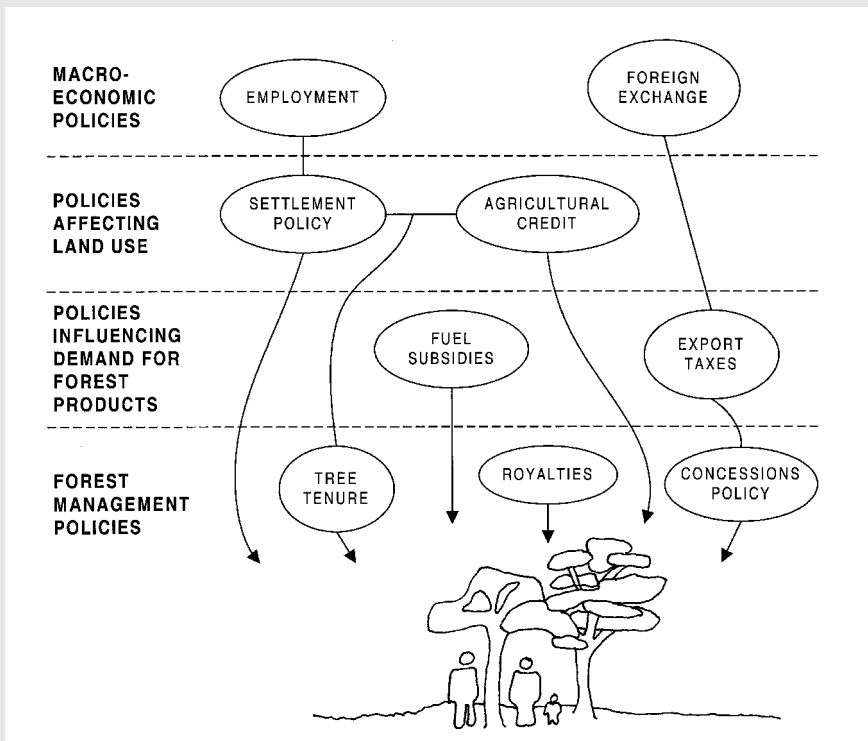 MACRO-
ECONOMIC
POLICIES
EMPLOYMENT
FOREIGN
EXCHANGE
POLICIES
AFFECTING
LAND USE
SETTLEMENT
POLICY
AGRICULTURAL
CREDIT
POLICIES
INFLUENCING
DEMAND FOR
FOREST
PRODUCTS
FUEL
SUBSIDIES
EXPORT
TAXES
FOREST
MANAGEMENT
POLICIES
TREE
TENURE
ROYALTIES
CONCESSIONS
POLICY